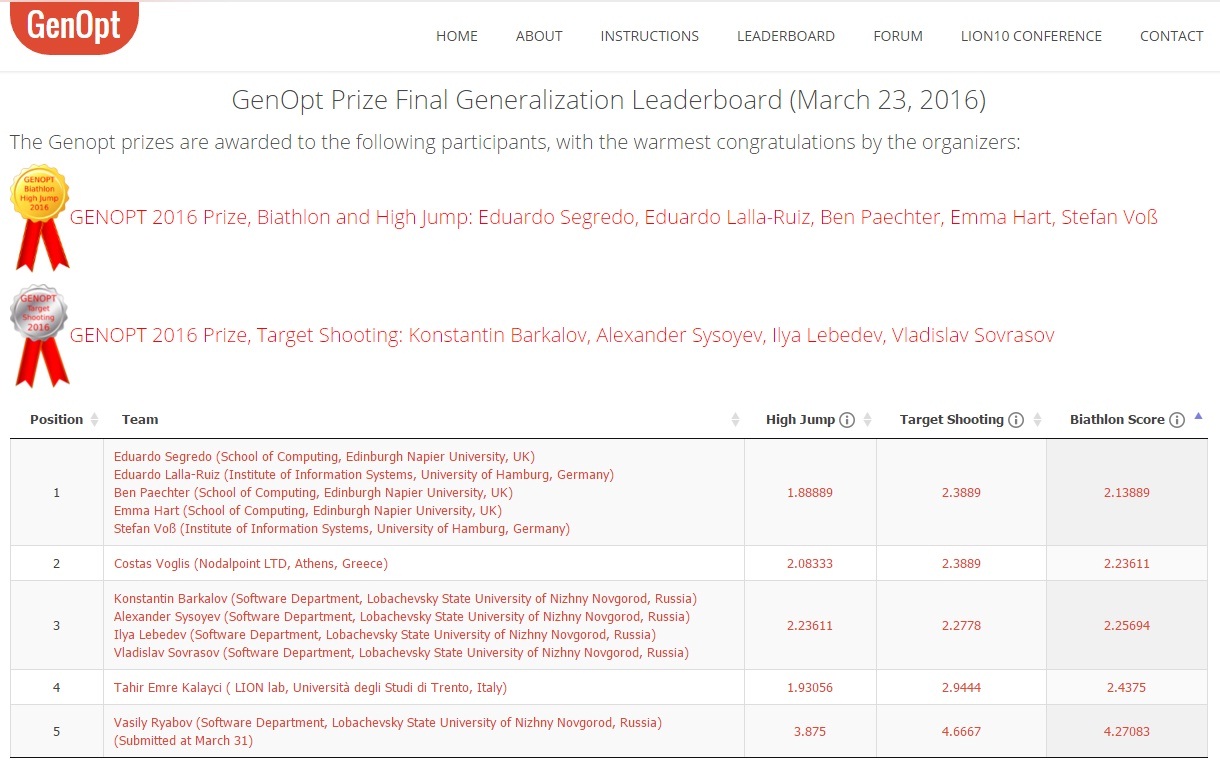 GenOpt
HOME ABOUT INSTRUCTIONS LEADERBOARD FORUM LION10 CONFERENCE CONTACT
GenOpt Prize Final Generalization Leaderboard (March 23, 2016)
The Genopt prizes are awarded to the following participants, with the warmest congratulations by the organizers:
GENOPT
Biathlon
High Jump
2016
GENOPT 2016 Prize, Biathlon and High Jump: Eduardo Segredo, Eduardo Lalla-Ruiz, Ben Paechter, Emma Hart, Stefan Voß
GENOPT
Target
Shooting
2016
GENOPT 2016 Prize, Target Shooting: Konstantin Barkalov, Alexander Sysoyev, Ilya Lebedev, Vladislav Sovrasov
Position Team High Jump Target Shooting Biathlon Score
Eduardo Segredo (School of Computing, Edinburgh Napier University, UK)
Eduardo Lalla-Ruiz (Institute of Information Systems, University of Hamburg, Germany)
1 Ben Paechter (School of Computing, Edinburgh Napier University, UK) 1.88889 2.3889 2.13889
Emma Hart (School of Computing, Edinburgh Napier University, UK)
Stefan Voß (Institute of Information Systems, University of Hamburg, Germany)
2 Costas Voglis (Nodalpoint LTD, Athens, Greece) 2.08333 2.3889 2.23611
Konstantin Barkalov (Software Department, Lobachevsky State University of Nizhny Novgorod, Russia)
Alexander Sysoyev (Software Department, Lobachevsky State University of Nizhny Novgorod, Russia)
3 2.23611 2.2778 2.25694
Ilya Lebedev (Software Department, Lobachevsky State University of Nizhny Novgorod, Russia)
Vladislav Sovrasov (Software Department, Lobachevsky State University of Nizhny Novgorod, Russia)
4 Tahir Emre Kalayci ( LION lab, Università degli Studi di Trento, Italy) 1.93056 2.9444 2.4375
Vasily Ryabov (Software Department, Lobachevsky State University of Nizhny Novgorod, Russia)
5 3.875 4.6667 4.27083
(Submitted at March 31)